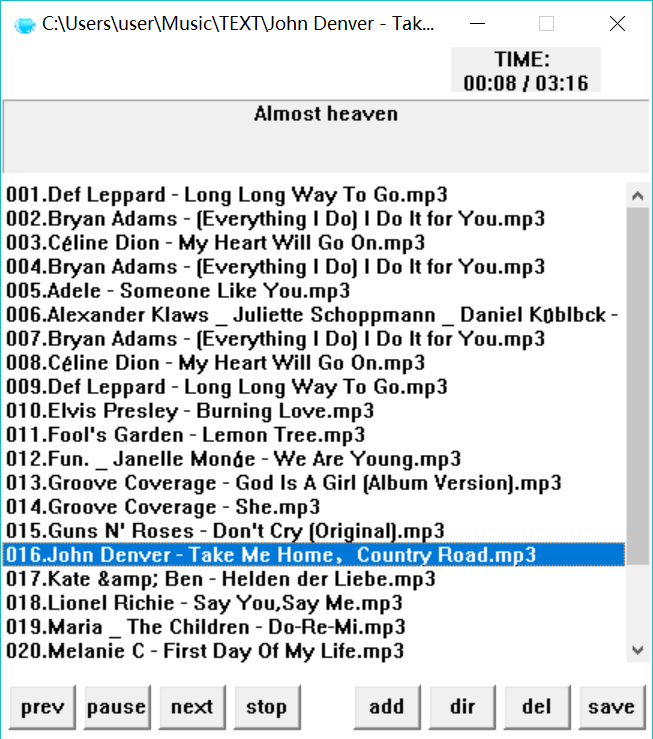 C:\Users\user\Music\TEXT\John Denver - Tak...
TIME:
00:08 / 03:16
Almost heaven
001.Def Leppard - Long Long Way To Go.mp3
002.Bryan Adams - (Everything I Do) I Do It for You.mp3
003.Céline Dion - My Heart Will Go On.mp3
004.Bryan Adams - (Everything I Do) I Do It for You.mp3
005.Adele - Someone Like You.mp3
006.Alexander Klaws _ Juliette Schoppmann _ DanielKüblbck -
007.Bryan Adams - (Everything I Do) I Do It for You.mp3
008.Céline Dion - My Heart Will Go On.mp3
009.Def Leppard - Long Long Way To Go.mp3
010.Elvis Presley - Burning Love.mp3
011.Fool's Garden - Lemon Tree.mp3
012.Fun. _ Janelle Monáe - We Are Young.mp3
013.Groove Coverage - God Is A Girl (Album Version).mp3
014.Groove Coverage - She.mp3
015.Guns N' Roses - Don't Cry (Original).mp3
016.John Denver - Take Me Home，Country Road.mp3
017.Kate &amp; Ben - Helden der Liebe.mp3
018.Lionel Richie - Say You,Say Me.mp3
019.Maria _ The Children - Do-Re-Mi.mp3
020.Melanie C - First Day Of My Life.mp3
prev pause next stop add dir del save